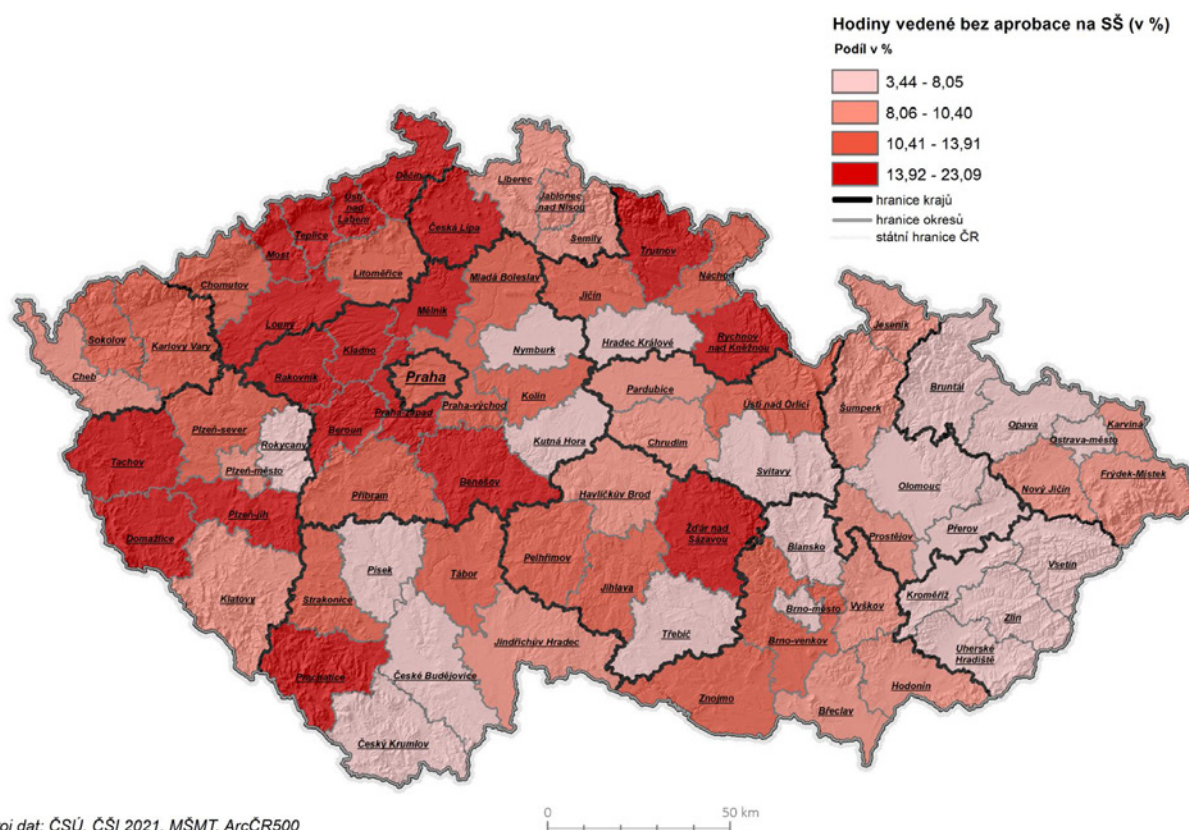 Hodiny vedené bez aprobace na SŠ (v %)
Podíl v %
3,44 - 8,05
8,06 - 10,40
10,41 - 13,91
13,92 - 23,09
hranice krajů
hranice okresů
státní hranice ČR
Děčín
Liberec
Ústí
nad
Labem
Jablonec
nad Nisou
Česká Lípa
Teplice
Semily
Trutnov
Most
Litoměřice
Mladá Boleslav
Náchod
Chomutov
Jičín
Mělník
Louny
Jeseník
Sokolov
Karlovy Vary
Kladno
Nymburk
Hradec Králové
Rychnov
nad Kněžnou
Cheb
Rakovník
Praha
Bruntál
Pardubice
Šumperk
Kolín
Praha-západ
Praha-východ
Ústí nad Orlicí
Opava
Karviná
Plzeň-sever
Beroun
Rokycany
Kutná Hora
Chrudim
Ostrava-město
Tachov
Plzeň-město
Svitavy
Frýdek-Místek
Benešov
Olomouc
Nový Jičín
Příbram
Havlíčkův Brod
Plzeň-jih
Žďár nad
Sázavou
Přerov
Domažlice
Prostějov
Blansko
Pelhřimov
Vsetín
Písek
Tábor
Jihlava
Klatovy
Strakonice
Kroměříž
Brno-město
Vyškov
Zlín
Třebíč
Jindřichův Hradec
Brno-venkov
Uherské
Hradiště
Prachatice
České Budějovice
Hodonín
Znojmo
Břeclav
Český Krumlov
0 50 km
oj dat: ČSÚ, ČŠI 2021, MŠMT, ArcČR500